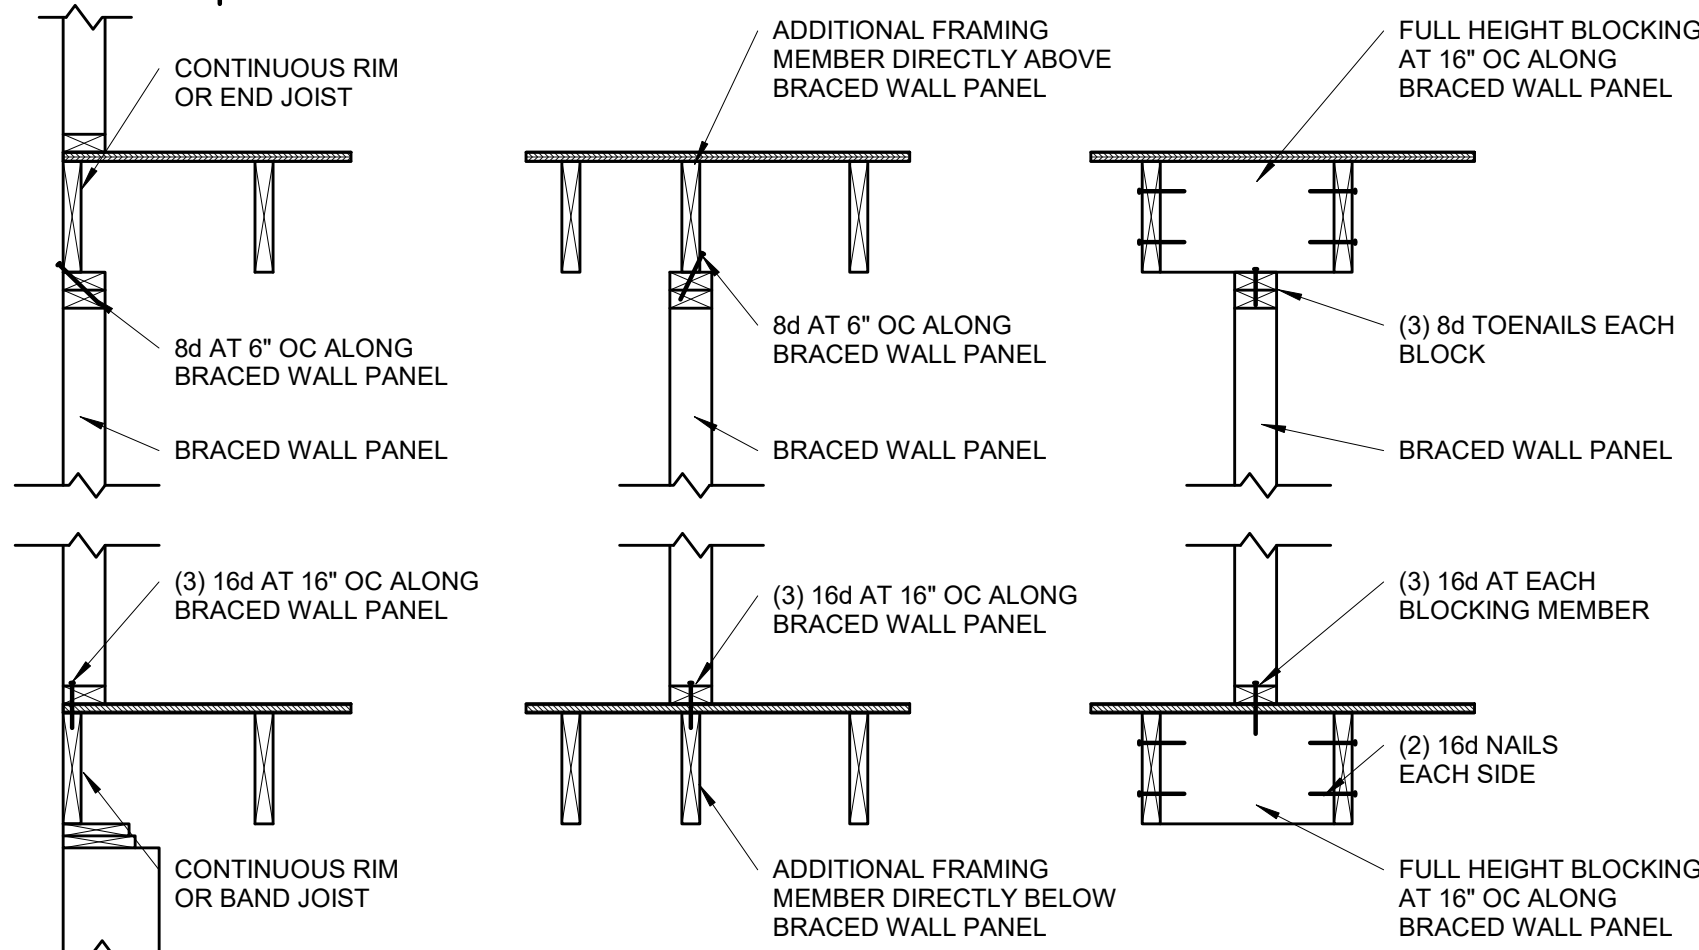 CONTINUOUS RIM
OR END JOIST
8d AT 6" OC ALONG
BRACED WALL PANEL
BRACED WALL PANEL
ADDITIONAL FRAMING
MEMBER DIRECTLY ABOVE
BRACED WALL PANEL
8d AT 6" OC ALONG
BRACED WALL PANEL
BRACED WALL PANEL
FULL HEIGHT BLOCKING
AT 16" OC ALONG
BRACED WALL PANEL
(3) 8d TOENAILS EACH
BLOCK
BRACED WALL PANEL
(3) 16d AT 16" OC ALONG
BRACED WALL PANEL
CONTINUOUS RIM
OR BAND JOIST
(3) 16d AT 16" OC ALONG
BRACED WALL PANEL
ADDITIONAL FRAMING
MEMBER DIRECTLY BELOW
BRACED WALL PANEL
(3) 16d AT EACH
BLOCKING MEMBER
(2) 16d NAILS
EACH SIDE
FULL HEIGHT BLOCKING
AT 16" OC ALONG
BRACED WALL PANEL